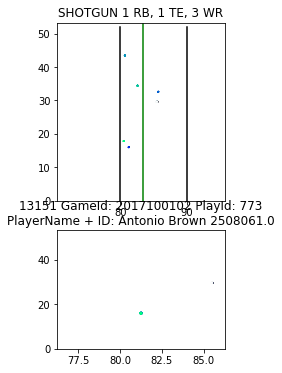 SHOTGUN 1 RB, 1 TE, 3 WR
50
40
30
20
10
0
80 90
13151 GameId: 2017100102 PlayId: 773
PlayerName + ID: Antonio Brown 2508061.0
40
20
0
77.5 80.0 82.5 85.0